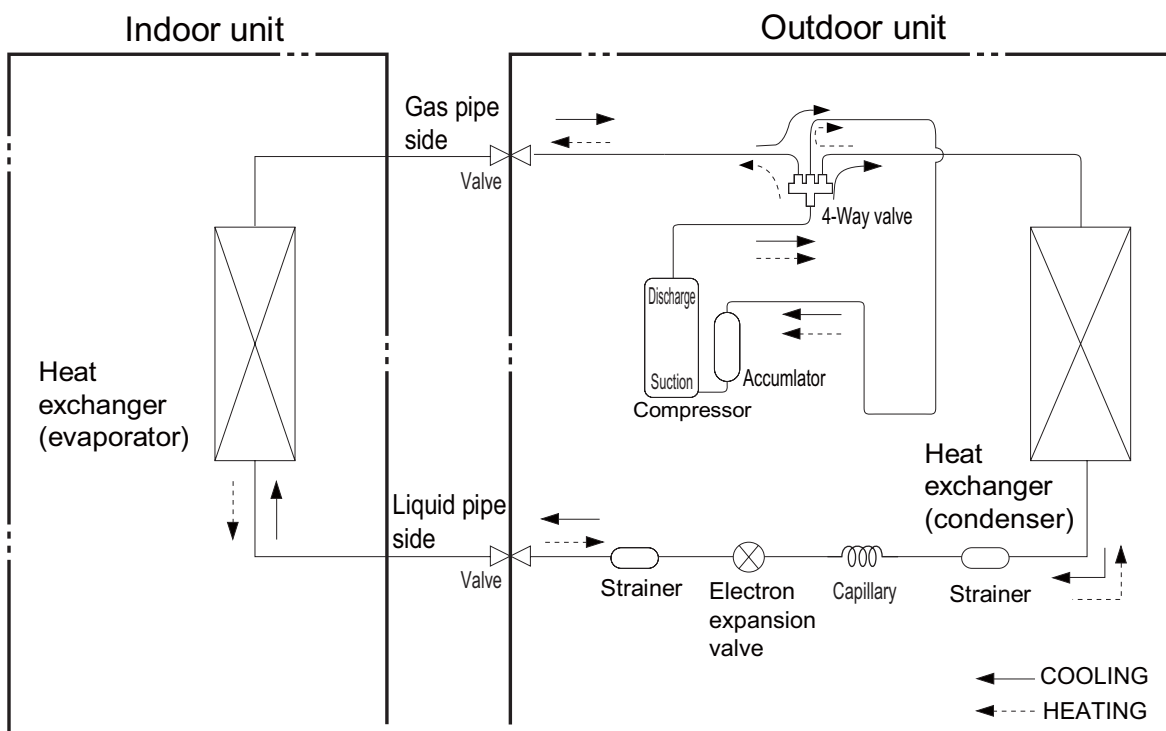 Indoor unit
Outdoor unit
Gas pipe
side
Valve
4-Way valve
Discharge
Suction
Compressor
Accumlator
Heat
exchanger
(evaporator)
Heat
exchanger
(condenser)
Liquid pipe
side
Valve
Strainer
Electron
expansion
valve
Capillary
Strainer
COOLING
HEATING